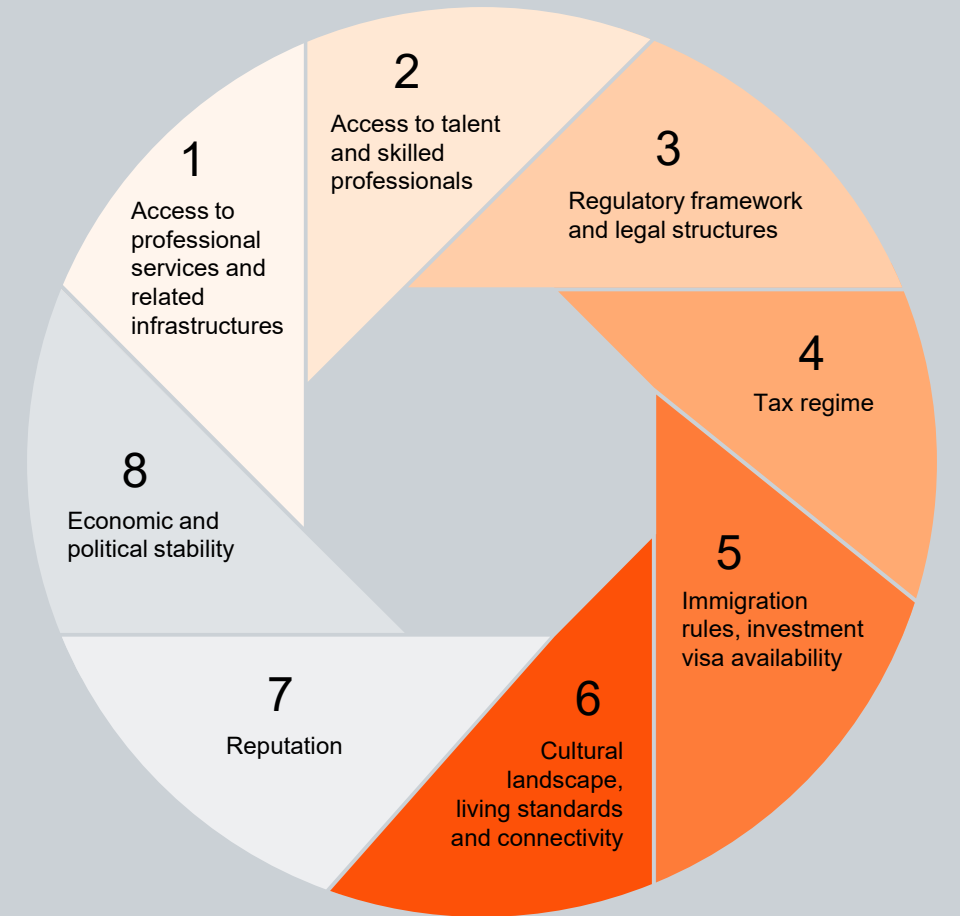 1
Access to
professional
services and
related
infrastructures
2
Access to talent
and skilled
professionals
3
Regulatory framework
and legal structures
4
Tax regime
5
Immigration
rules, investment
visa availability
6
Cultural
landscape,
living standards
and connectivity
7
Reputation
8
Economic and
political stability